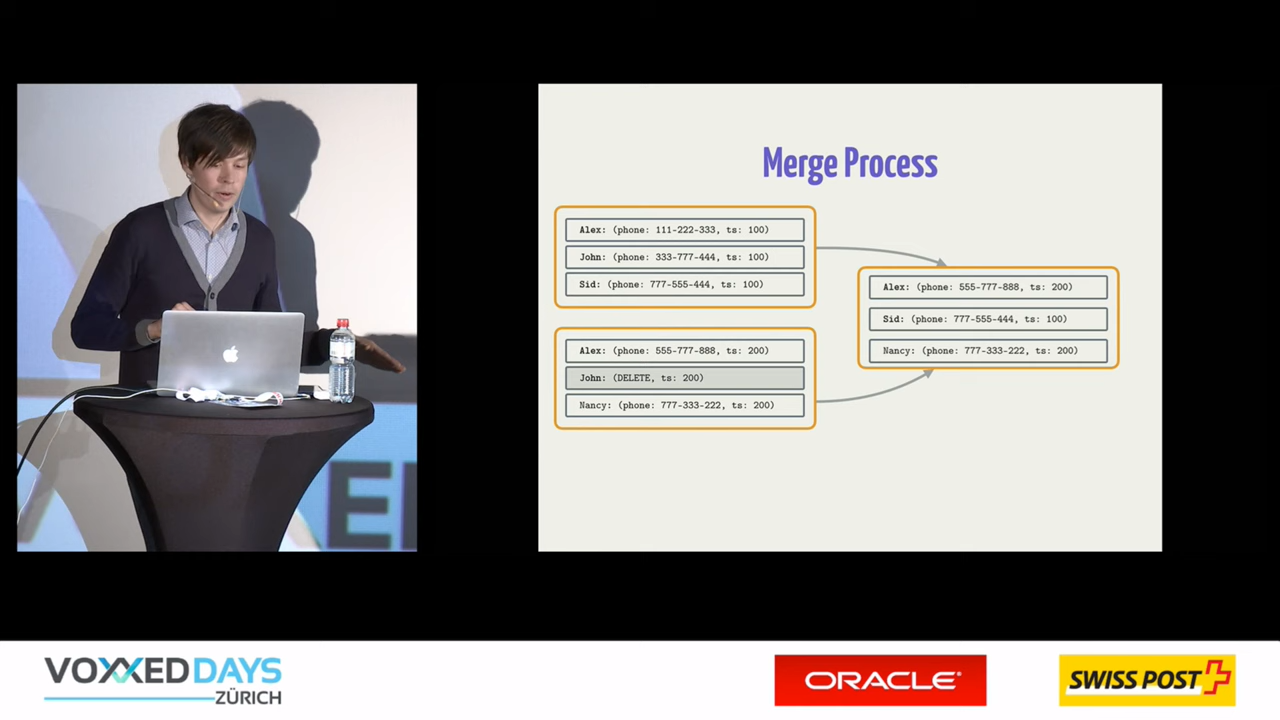 Merge Process
Alex: (phone: 111-222-333, ts: 100)
John: (phone: 333-777-444, ts: 100)
Sid: (phone: 777-555-444, ts: 100)
Alex: (phone: 555-777-888, ts: 200)
John: (DELETE, ts: 200)
Nancy: (phone: 777-333-222, ts: 200)
Alex: (phone: 555-777-888, ts: 200)
Sid: (phone: 777-555-444, ts: 100)
Nancy: (phone: 777-333-222, ts: 200)
VOXXED DAYS
ZÜRICH
ORACLE®
SWISS POST